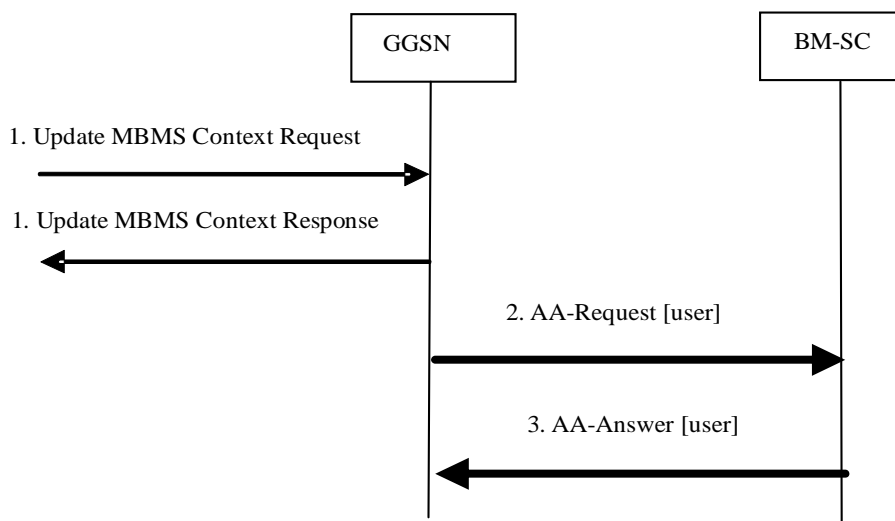 GGSN
BM-SC
1. Update MBMS Context Request
1. Update MBMS Context Response
2. AA-Request [user]
3. AA-Answer [user]